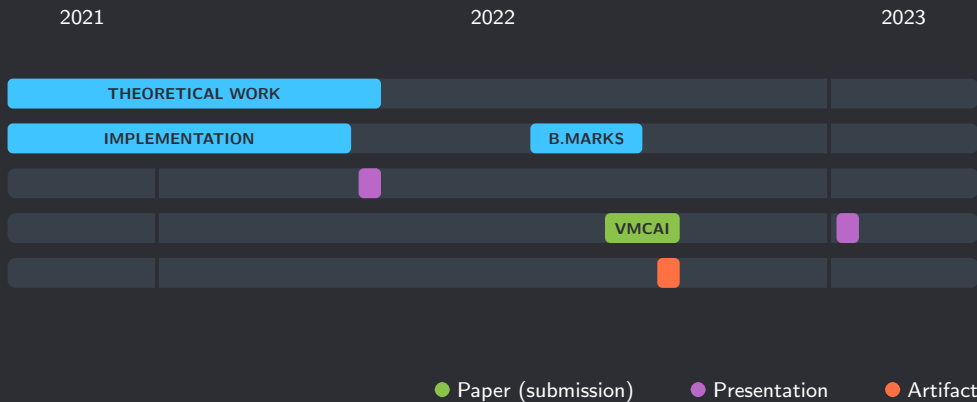 2021 2022 2023
THEORETICAL WORK
IMPLEMENTATION B.MARKS
VMCAI
Paper (submission) Presentation Artifact